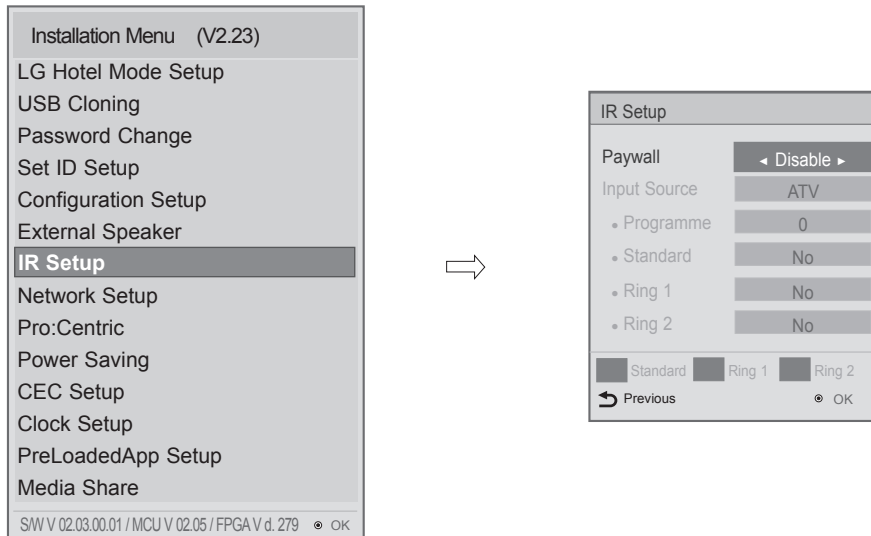 Installation Menu (V2.23)
LG Hotel Mode Setup
USB Cloning
Password Change
Set ID Setup
Configuration Setup
External Speaker
IR Setup
Network Setup
Pro:Centric
Power Saving
CEC Setup
Clock Setup
PreLoadedApp Setup
Media Share
S/W V 02.03.00.01 / MCU V 02.05 / FPGA V d. 279 ◉ OK
IR Setup
Paywall ◄ Disable ►
Input Source ATV
• Programme 0
• Standard No
• Ring 1 No
• Ring 2 No
Standard Ring 1 Ring 2
Previous ◉ OK